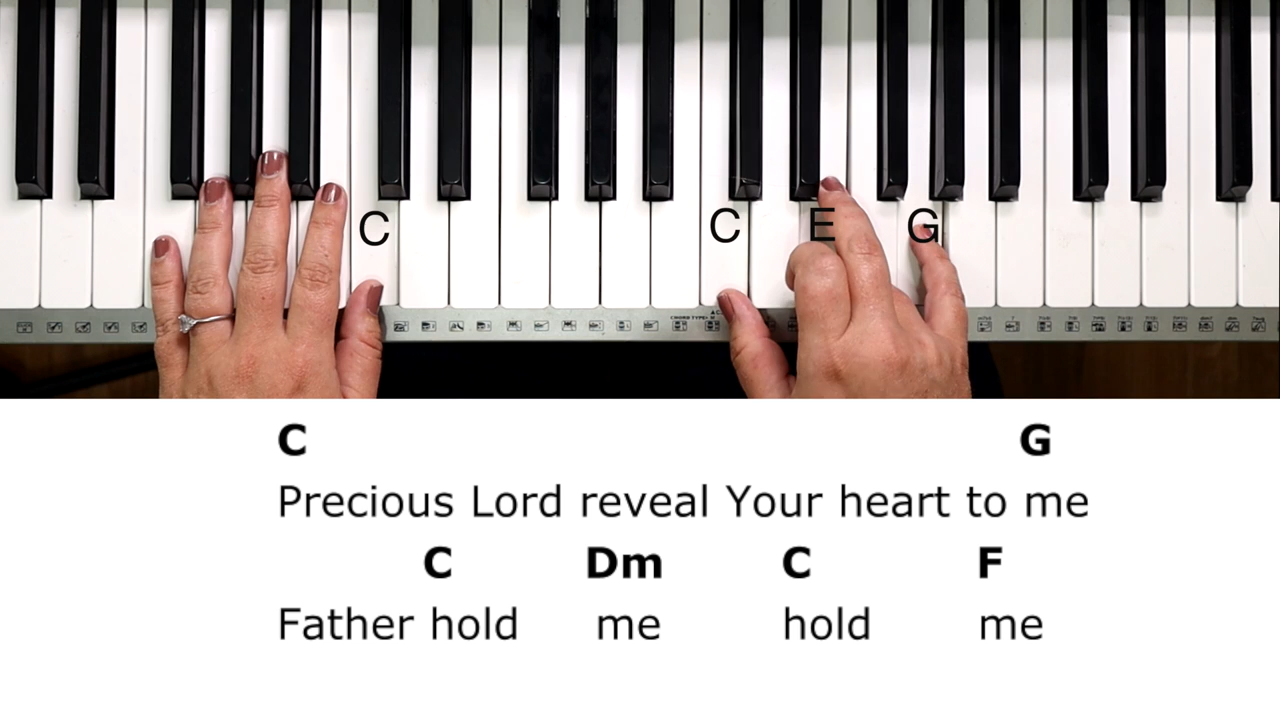 C C E G
C G
Precious Lord reveal Your heart to me
C Dm C F
Father hold me hold me